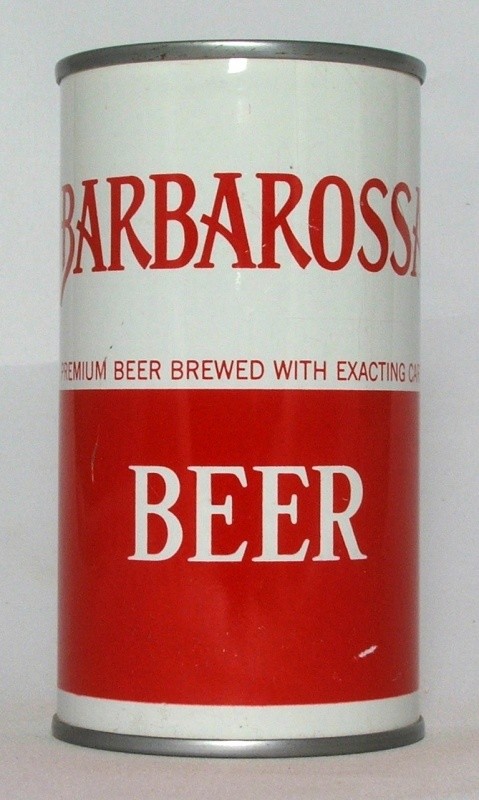 BARBAROSSA
PREMIUM BEER BREWED WITH EXACTING
BEER